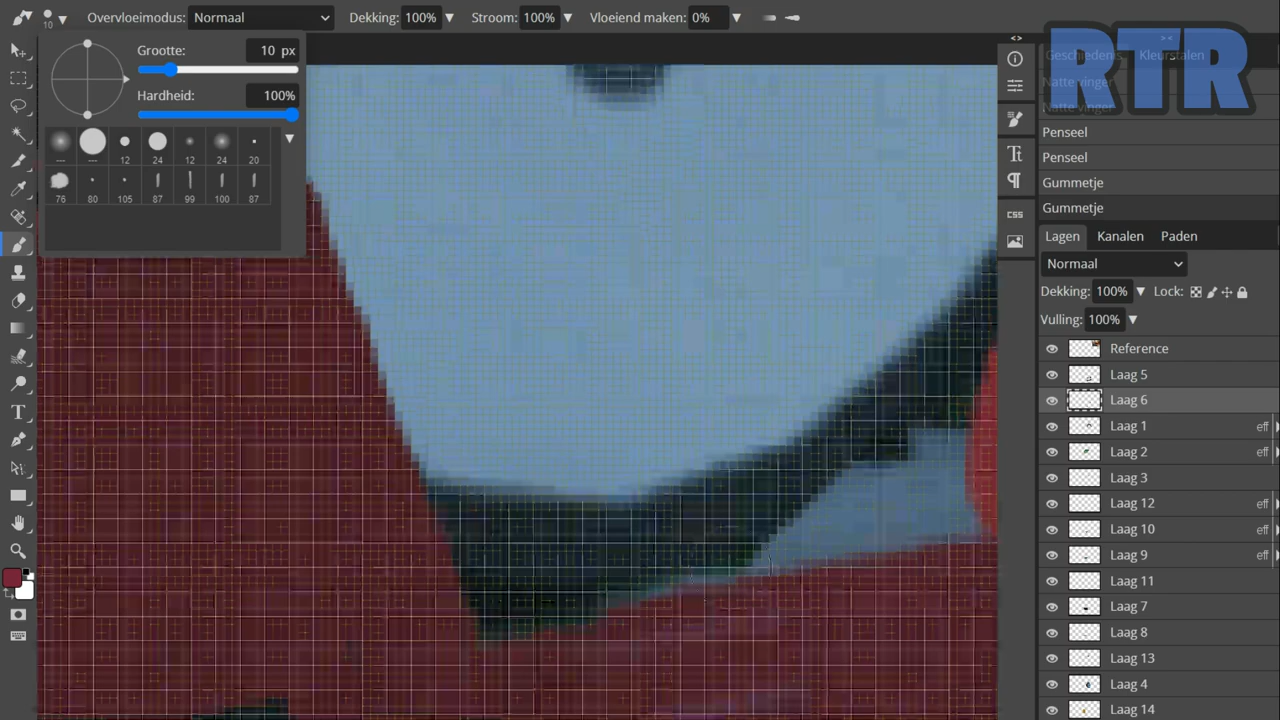 10
Overvloeimodus: Normaal Dekking: 100% Stroom: 100% Vloeiend maken: 0%
Grootte: 10 px
Hardheid: 100%
--- --- 12 24 12 24 20
76 80 105 87 99 100 87
RTR
Geschiedenis Kleurstalen
Natte vinger
Natte vinger
Penseel
Penseel
Gummetje
Gummetje
CSS
Lagen Kanalen Paden
Normaal
Dekking: 100% Lock:
Vulling: 100%
Reference
Laag 5
Laag 6
Laag 1 eff
Laag 2 eff
Laag 3
Laag 12 eff
Laag 10 eff
Laag 9 eff
Laag 11
Laag 7
Laag 8
Laag 13
Laag 4
Laag 14